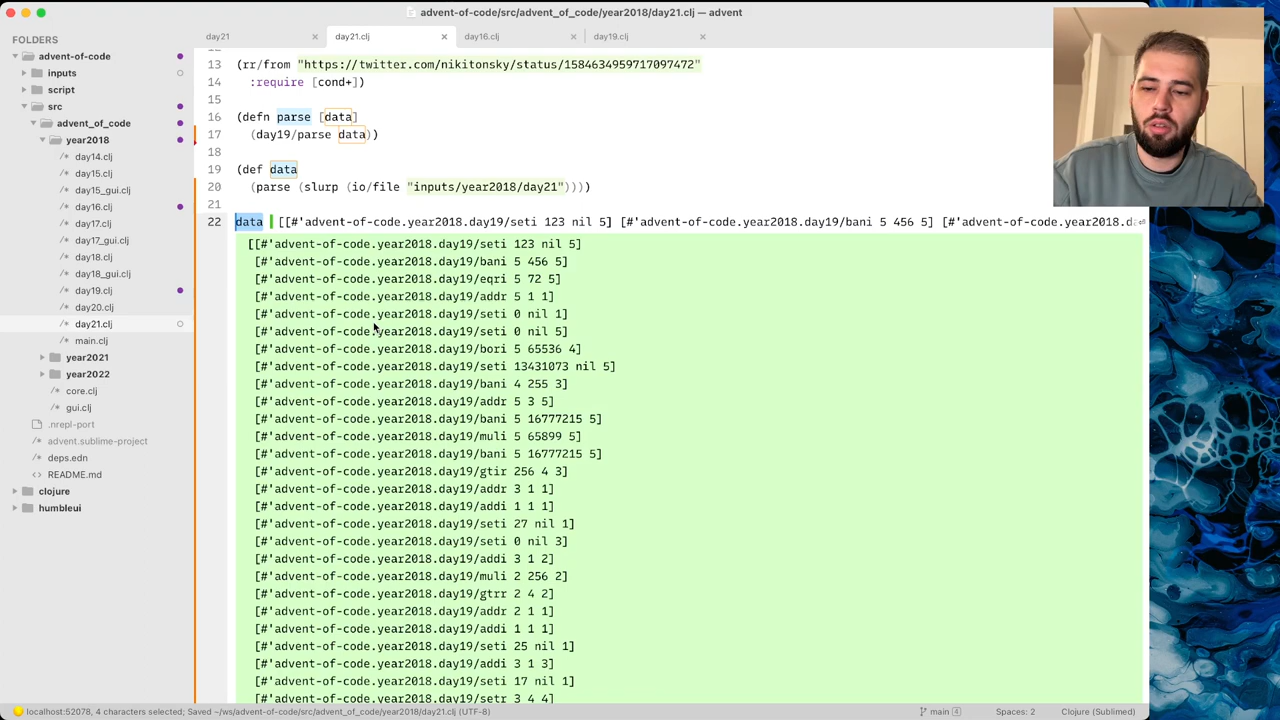 advent-of-code/src/advent_of_code/year2018/day21.clj — advent
FOLDERS
advent-of-code
inputs
script
src
advent_of_code
year2018
day14.clj
day15.clj
day15_gui.clj
day16.clj
day17.clj
day17_gui.clj
day18.clj
day18_gui.clj
day19.clj
day20.clj
day21.clj
main.clj
year2021
year2022
core.clj
gui.clj
.nrepl-port
advent.sublime-project
deps.edn
<> README.md
clojure
humbleui
day21 × day21.clj × day16.clj × day19.clj ×
13 (rr/from "https://twitter.com/nikitonsky/status/1584634959717097472"
14 :require [cond+])
15
16 (defn parse [data]
17 (day19/parse data))
18
19 (def data
20 (parse (slurp (io/file "inputs/year2018/day21"))))
21
22 data [[#'advent-of-code.year2018.day19/seti 123 nil 5] [#'advent-of-code.year2018.day19/bani 5 456 5] [#'advent-of-code.year2018.d
[[#'advent-of-code.year2018.day19/seti 123 nil 5]
[#'advent-of-code.year2018.day19/bani 5 456 5]
[#'advent-of-code.year2018.day19/eqri 5 72 5]
[#'advent-of-code.year2018.day19/addr 5 1 1]
[#'advent-of-code.year2018.day19/seti 0 nil 1]
[#'advent-of-code.year2018.day19/seti 0 nil 5]
[#'advent-of-code.year2018.day19/bori 5 65536 4]
[#'advent-of-code.year2018.day19/seti 13431073 nil 5]
[#'advent-of-code.year2018.day19/bani 4 255 3]
[#'advent-of-code.year2018.day19/addr 5 3 5]
[#'advent-of-code.year2018.day19/bani 5 16777215 5]
[#'advent-of-code.year2018.day19/muli 5 65899 5]
[#'advent-of-code.year2018.day19/bani 5 16777215 5]
[#'advent-of-code.year2018.day19/gtir 256 4 3]
[#'advent-of-code.year2018.day19/addr 3 1 1]
[#'advent-of-code.year2018.day19/addi 1 1 1]
[#'advent-of-code.year2018.day19/seti 27 nil 1]
[#'advent-of-code.year2018.day19/seti 0 nil 3]
[#'advent-of-code.year2018.day19/addi 3 1 2]
[#'advent-of-code.year2018.day19/muli 2 256 2]
[#'advent-of-code.year2018.day19/gtrr 2 4 2]
[#'advent-of-code.year2018.day19/addr 2 1 1]
[#'advent-of-code.year2018.day19/addi 1 1 1]
[#'advent-of-code.year2018.day19/seti 25 nil 1]
[#'advent-of-code.year2018.day19/addi 3 1 3]
[#'advent-of-code.year2018.day19/seti 17 nil 1]
[#'advent-of-code.year2018.day19/setr 3 4 4]
localhost:52078, 4 characters selected; Saved ~/ws/advent-of-code/src/advent_of_code/year2018/day21.clj (UTF-8) main 4 Spaces: 2 Clojure (Sublimed)